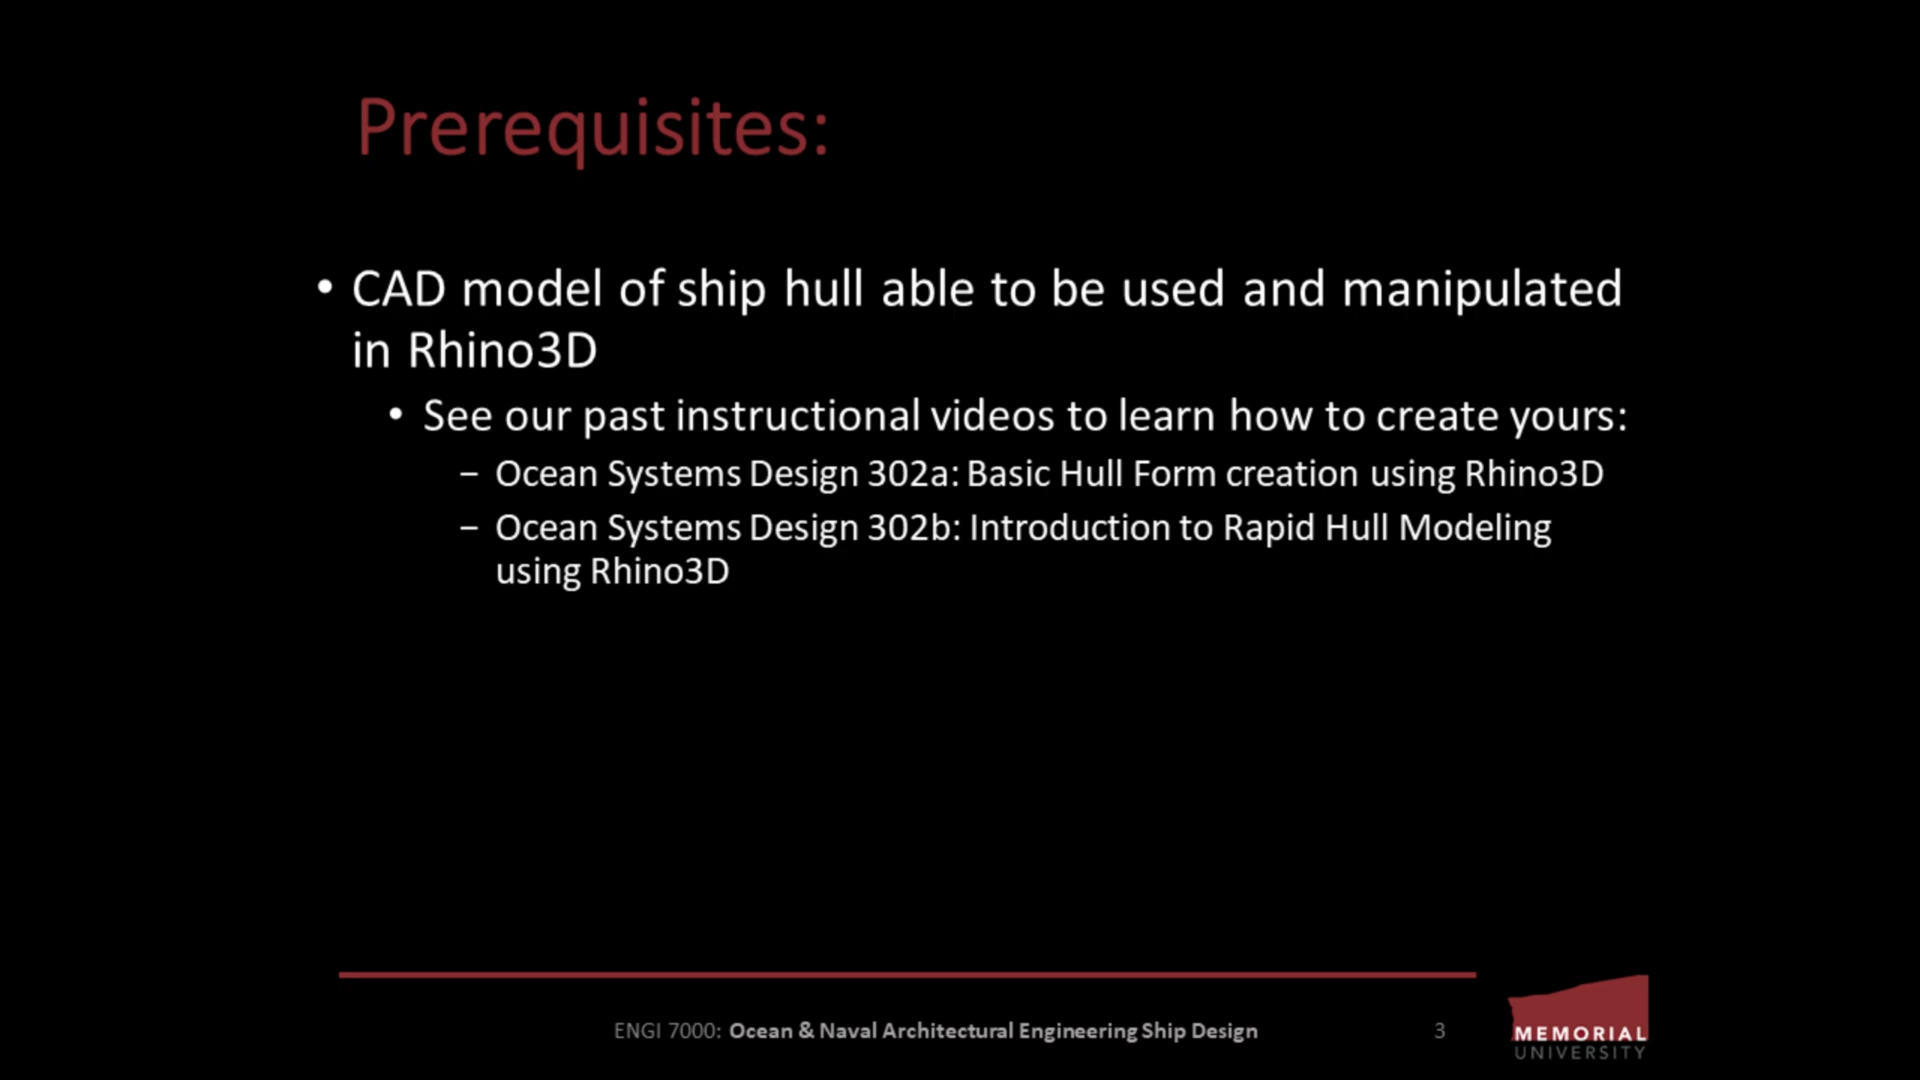 Prerequisites:
• CAD model of ship hull able to be used and manipulated
in Rhino3D
• See our past instructional videos to learn how to create yours:
– Ocean Systems Design 302a: Basic Hull Form creation using Rhino3D
– Ocean Systems Design 302b: Introduction to Rapid Hull Modeling
using Rhino3D
ENGI 7000: Ocean & Naval Architectural Engineering Ship Design
3
MEMORIAL
UNIVERSITY